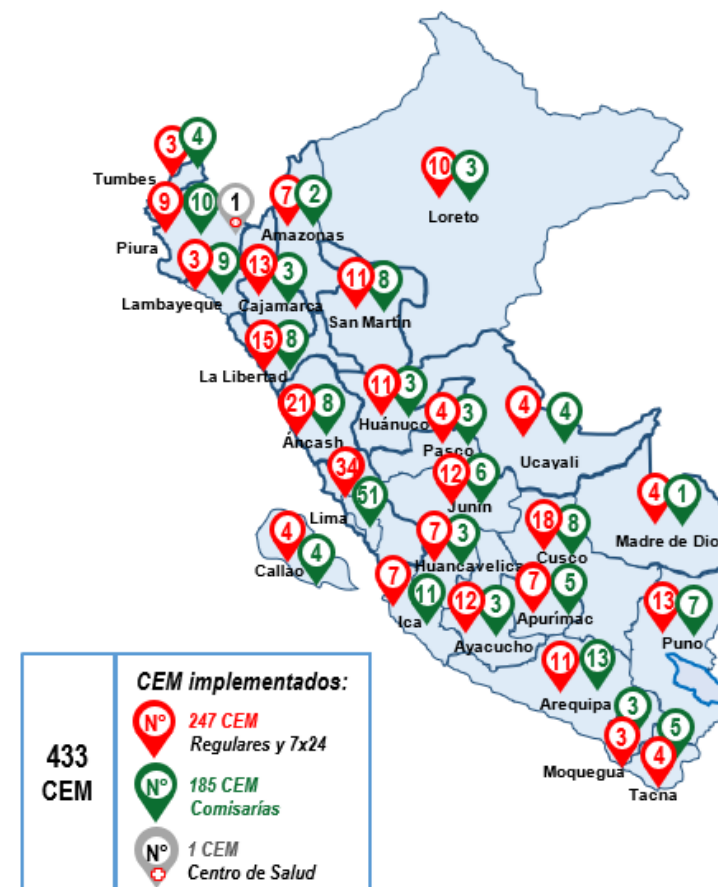 3 4
Tumbes
9 10 1
Piura
7 2
Amazonas
10 3
Loreto
3 9
Lambayeque
13 3
Cajamarca
11 8
San Martín
15 8
La Libertad
21 8
Áncash
11 3
Huánuco
4 3
Pasco
4 4
Ucayali
34 51
Lima
12 6
Junín
4 4
Callao
7 3
Huancavelica
18 8
Cusco
4 1
Madre de Dio
7 11
Ica
12 3
Ayacucho
7 5
Apurímac
13 7
Puno
11 13
Arequipa
3 3
Moquegua
5 4
Tacna
433
CEM
CEM implementados:
N° 247 CEM
Regulares y 7x24
N° 185 CEM
Comisarías
N° 1 CEM
Centro de Salud